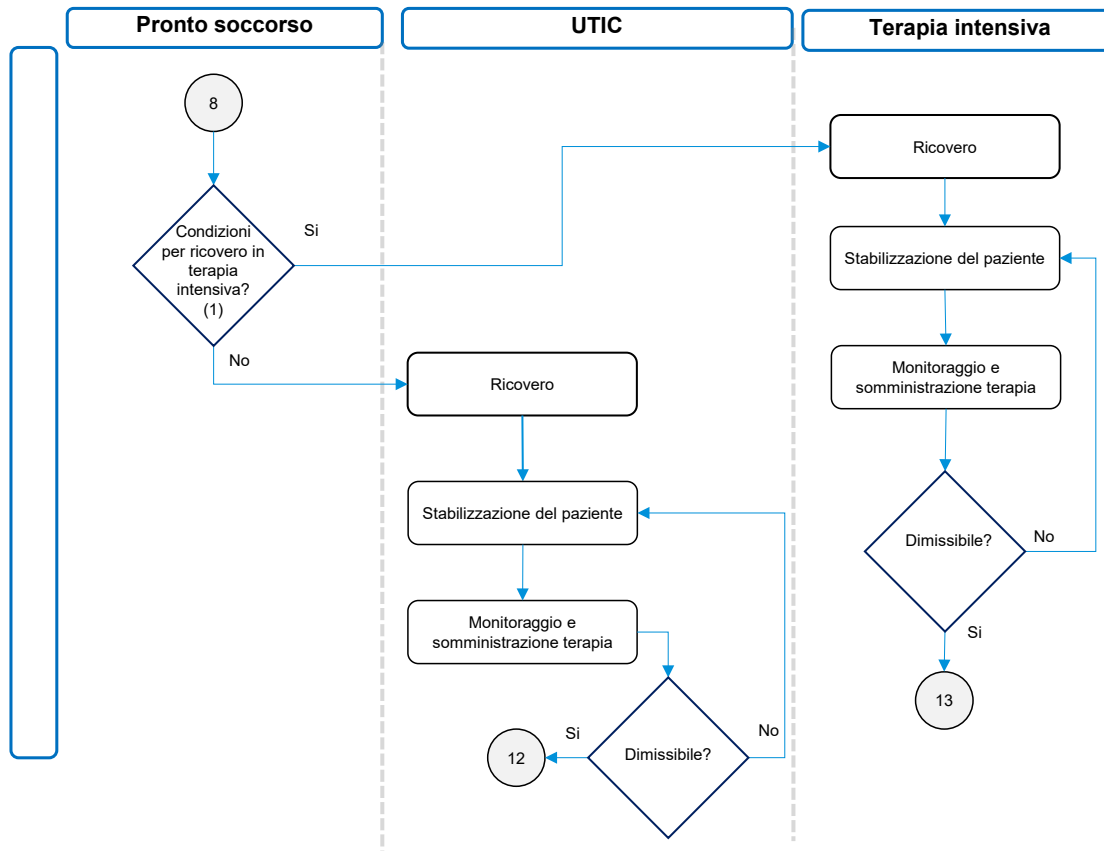 Pronto soccorso
UTIC
Terapia intensiva
8
Condizioni
per ricovero in
terapia
intensiva?
(1)
Si
No
Ricovero
Stabilizzazione del paziente
Monitoraggio e
somministrazione terapia
Dimissibile?
Si
No
12
Ricovero
Stabilizzazione del paziente
Monitoraggio e
somministrazione terapia
Dimissibile?
No
Si
13